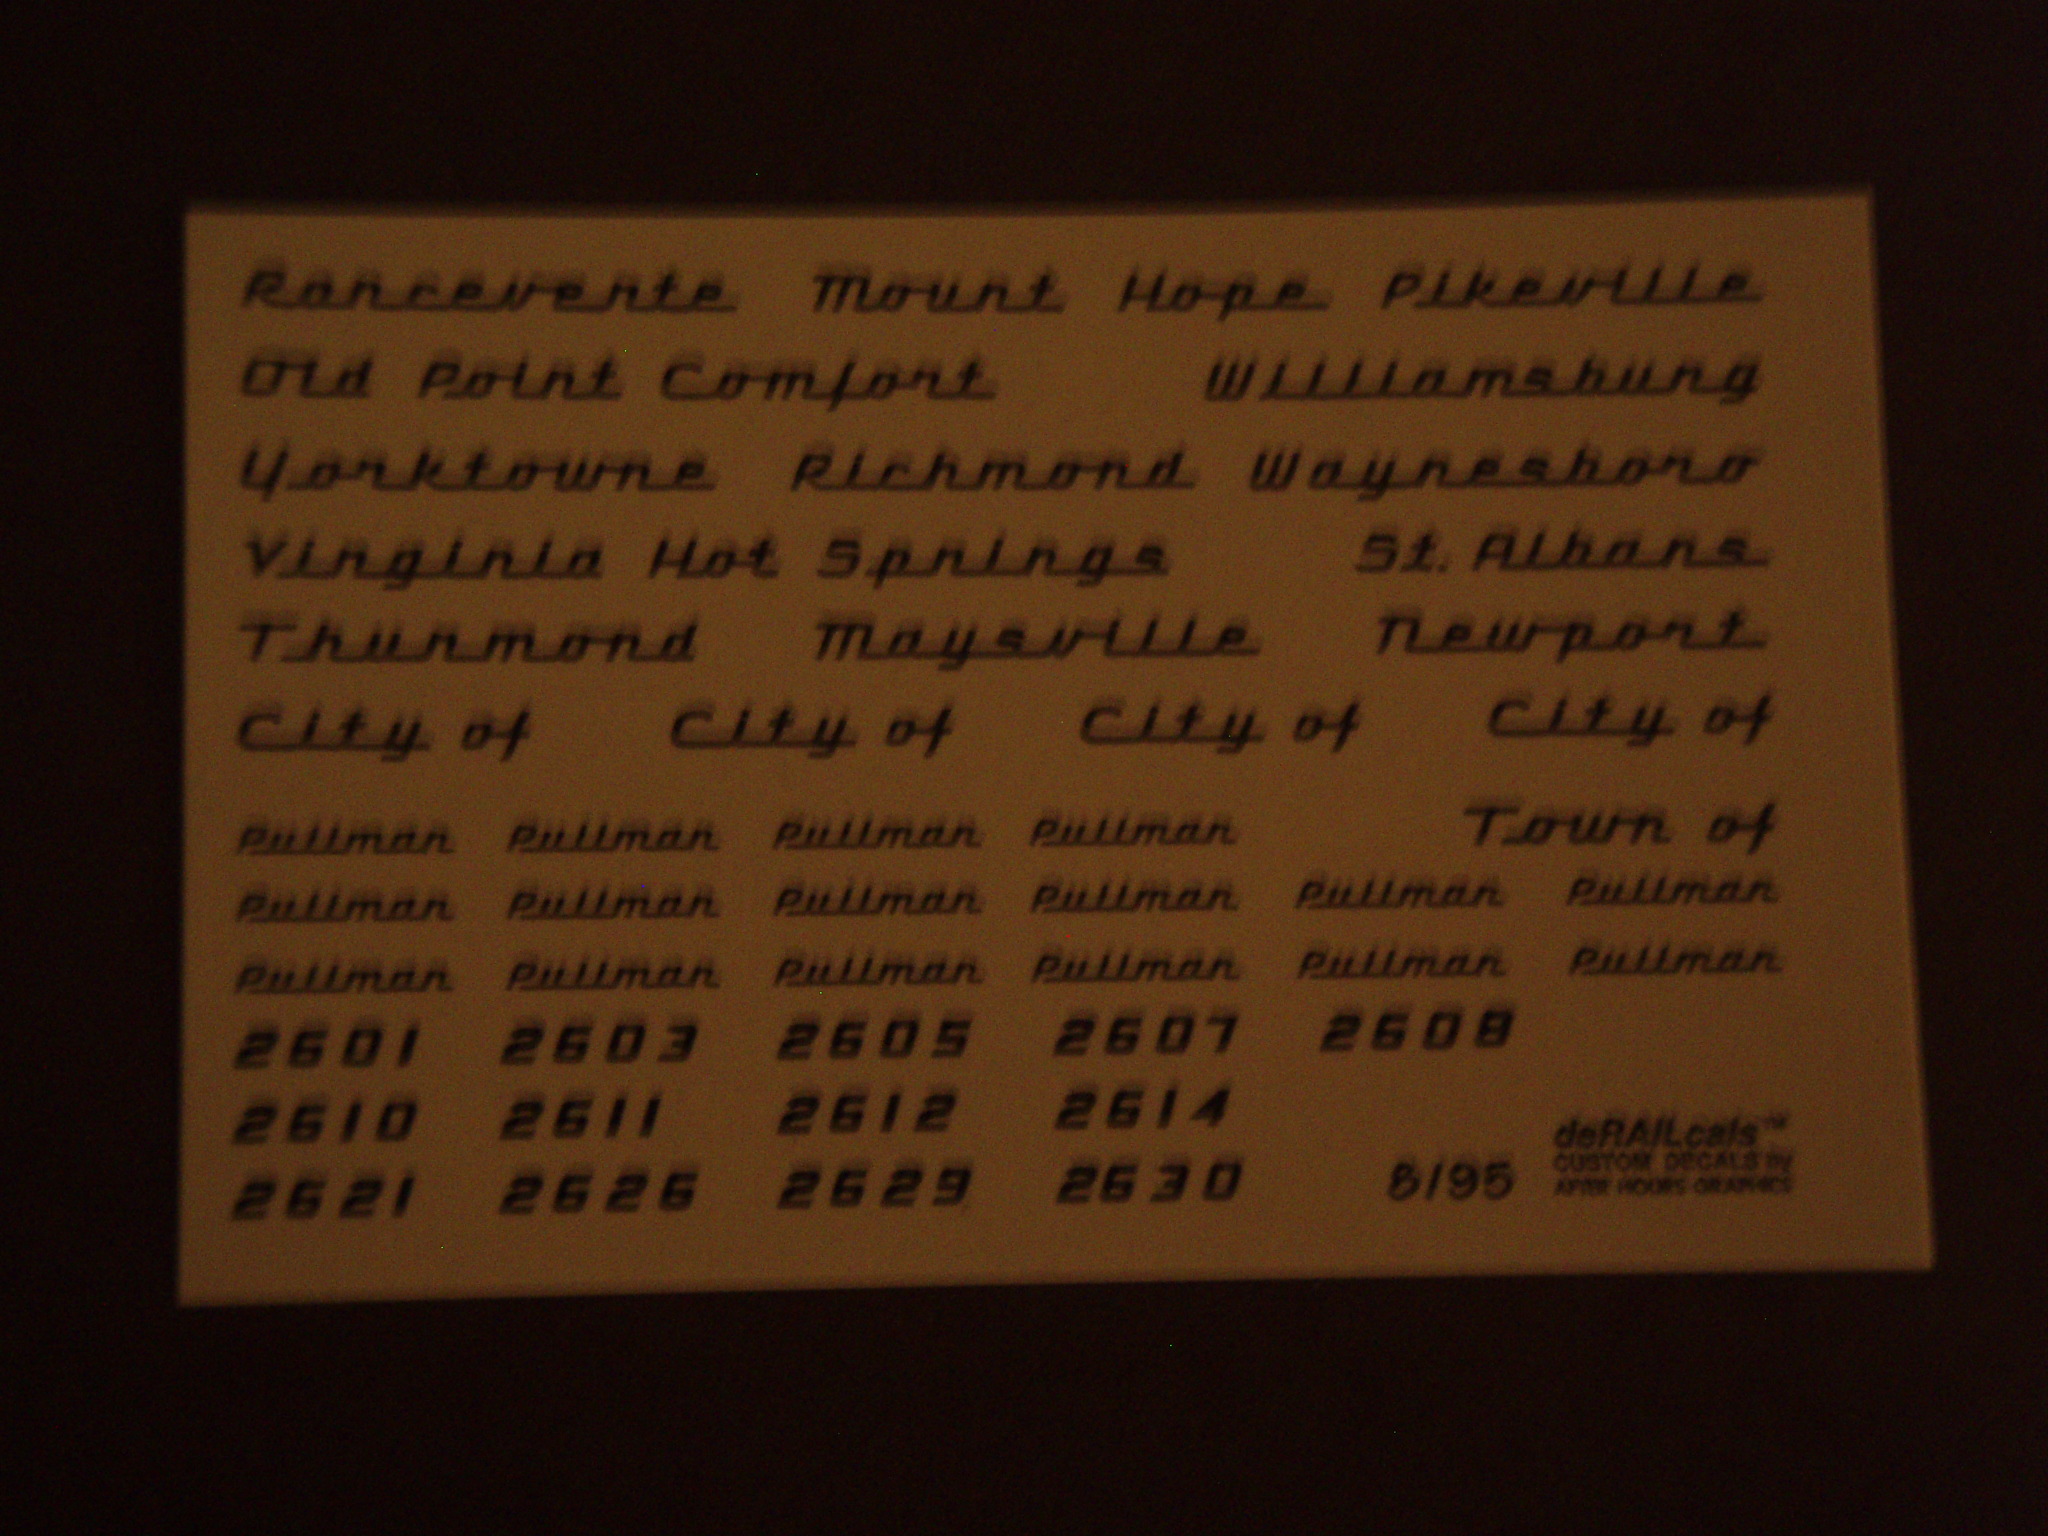 Ronceverte Mount Hope Pikeville
Old Point Comfort Williamsburg
Yorktowne Richmond Waynesboro
Virginia Hot Springs St. Albans
Thurmond Maysville Newport
City of City of City of City of
Pullman Pullman Pullman Pullman Town of
Pullman Pullman Pullman Pullman Pullman Pullman
Pullman Pullman Pullman Pullman Pullman Pullman
2601 2603 2605 2607 2608
2610 2611 2612 2614
2621 2626 2629 2630 8/95
deRAILcals™
CUSTOM DECALS by
AFTER HOURS GRAPHICS